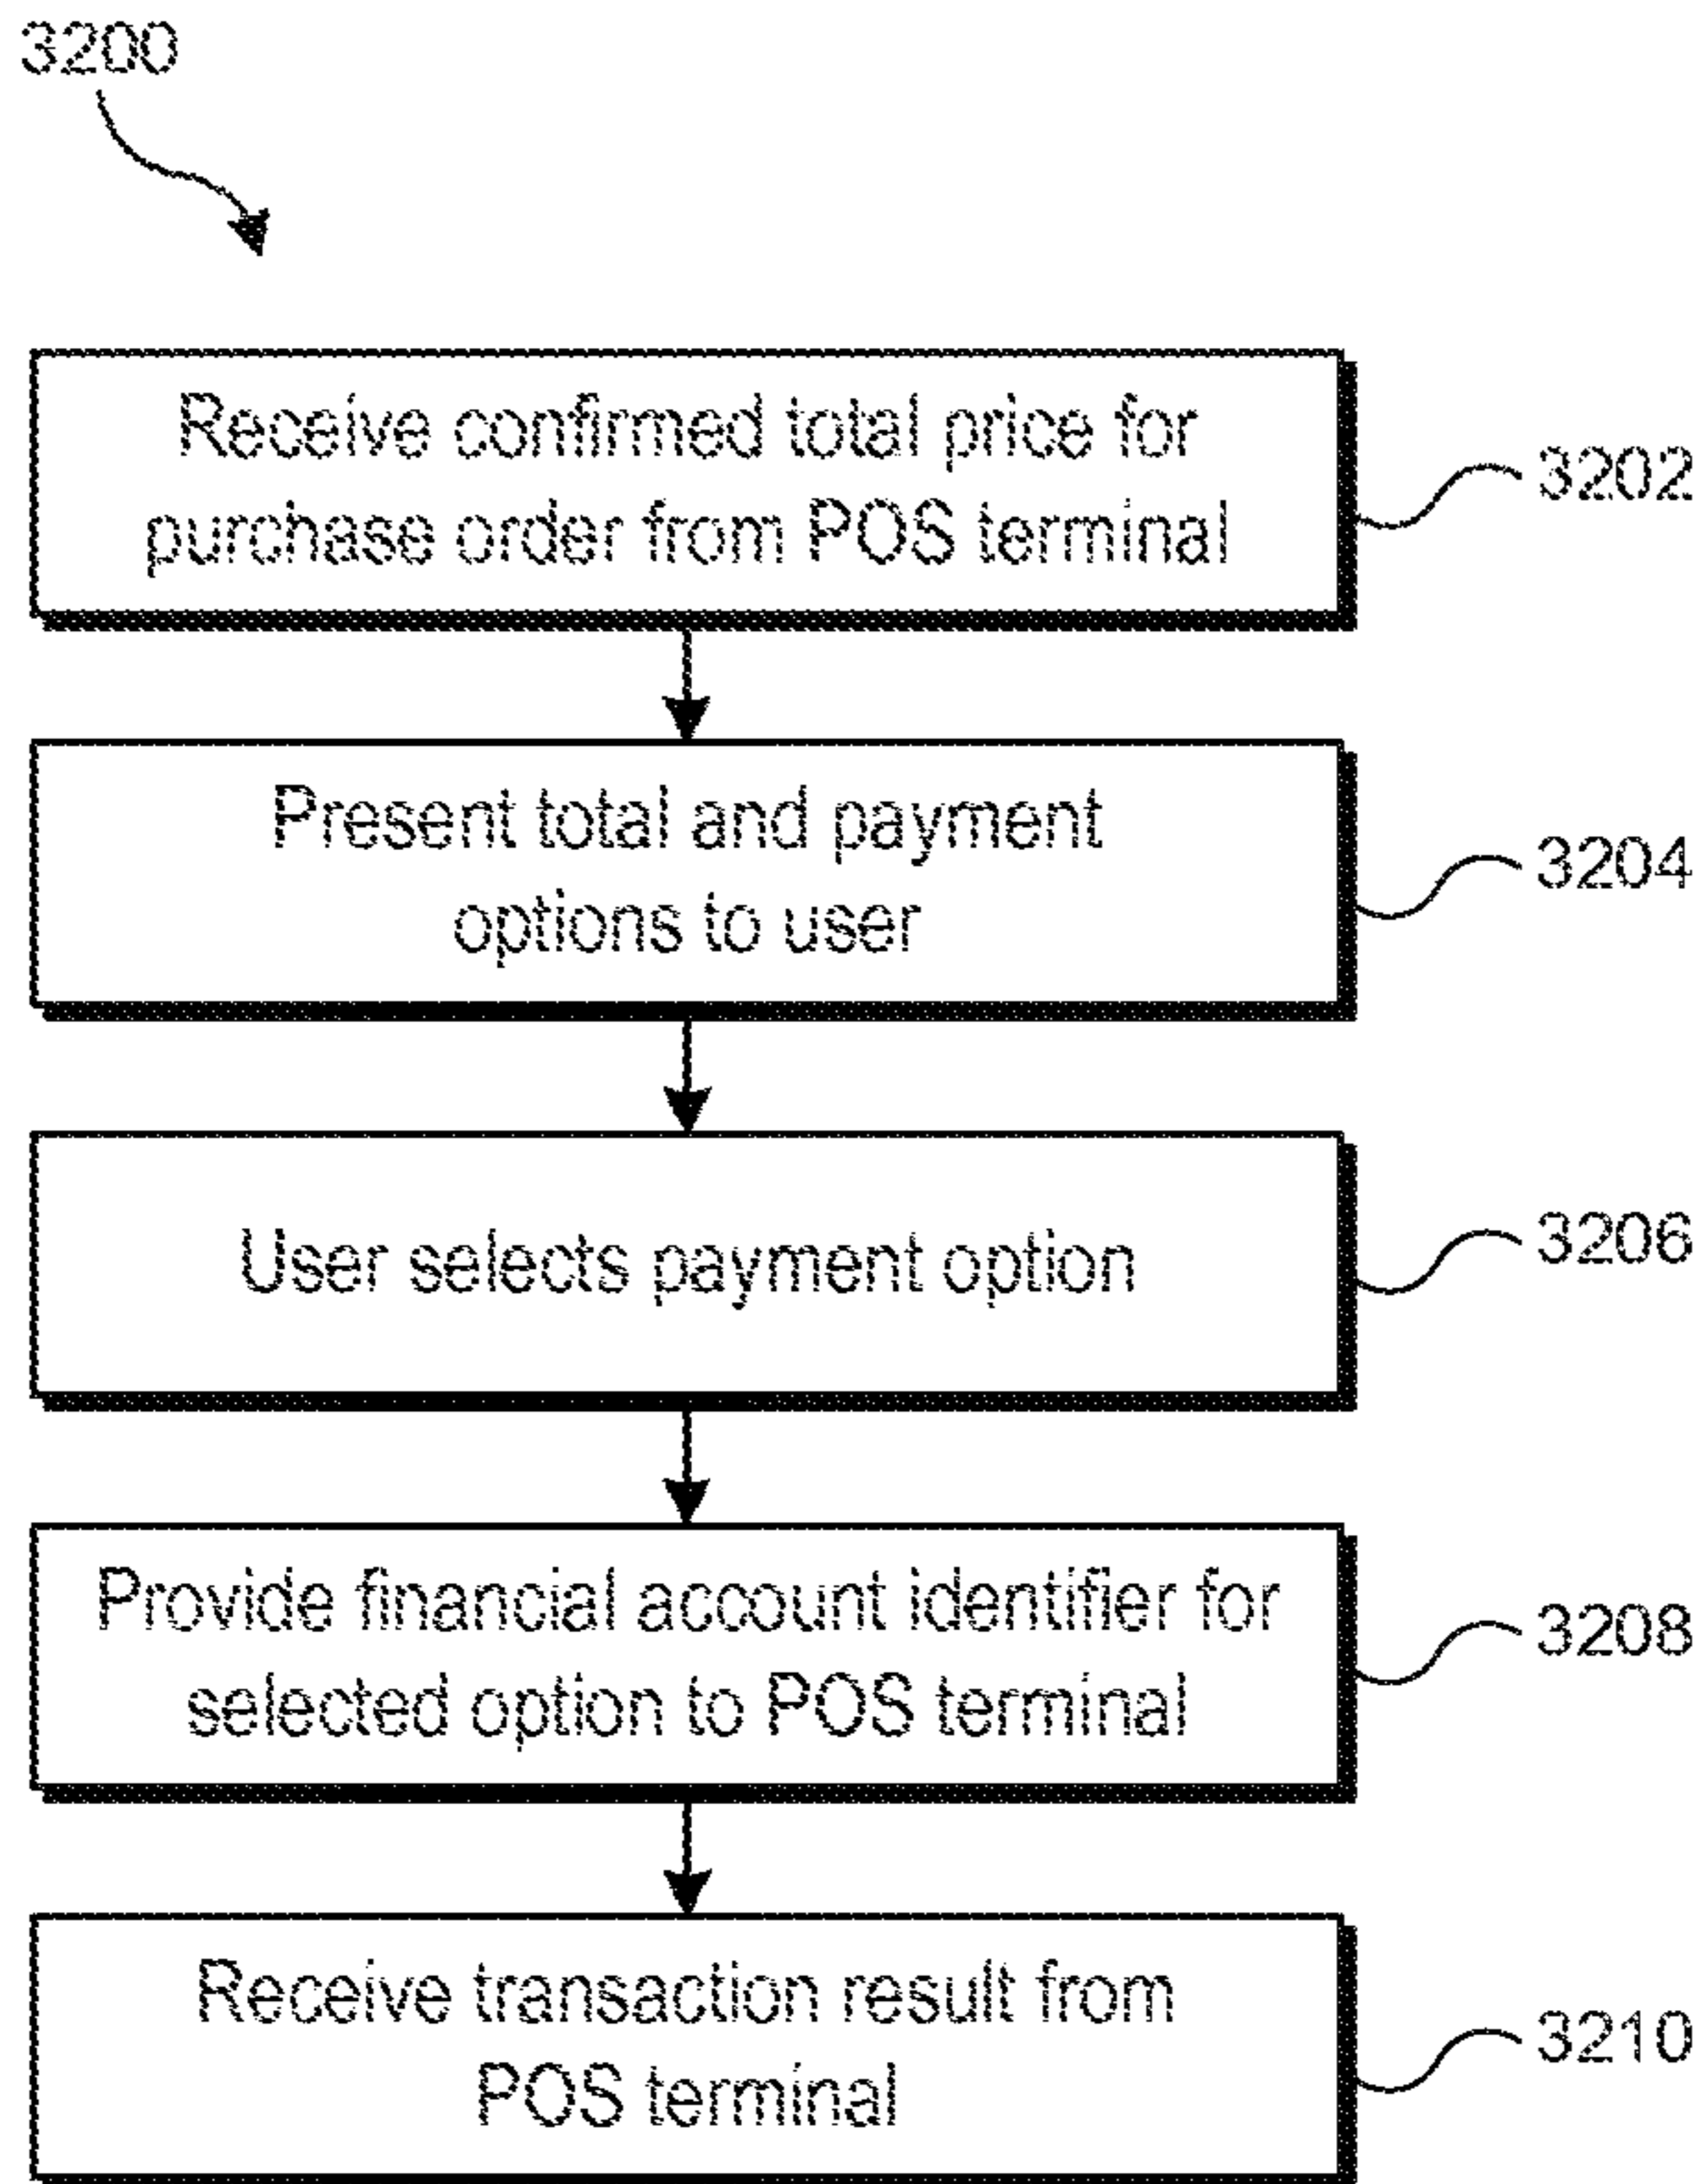 3200
Receive confirmed total price for
purchase order from POS terminal
3202
Present total and payment
options to user
3204
User selects payment option
3206
Provide financial account identifier for
selected option to POS terminal
3208
Receive transaction result from
POS terminal
3210